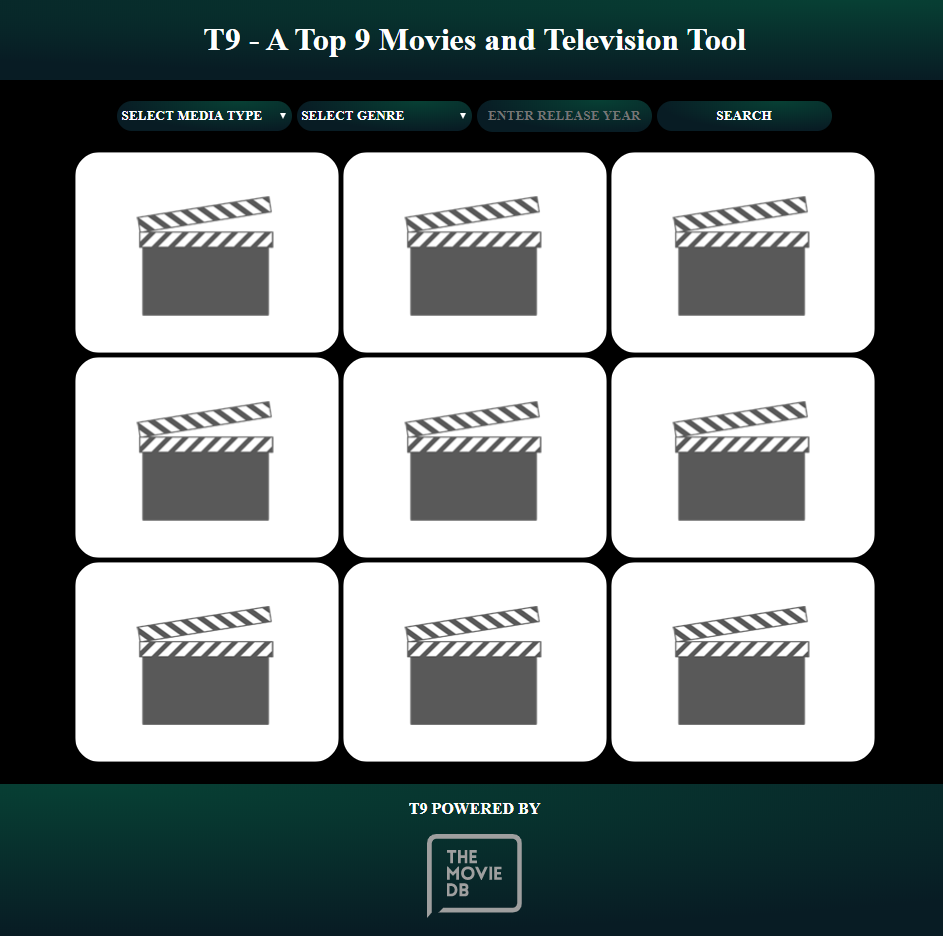 T9 - A Top 9 Movies and Television Tool
SELECT MEDIA TYPE
SELECT GENRE
ENTER RELEASE YEAR
SEARCH
T9 POWERED BY
THE
MOVIE
DB